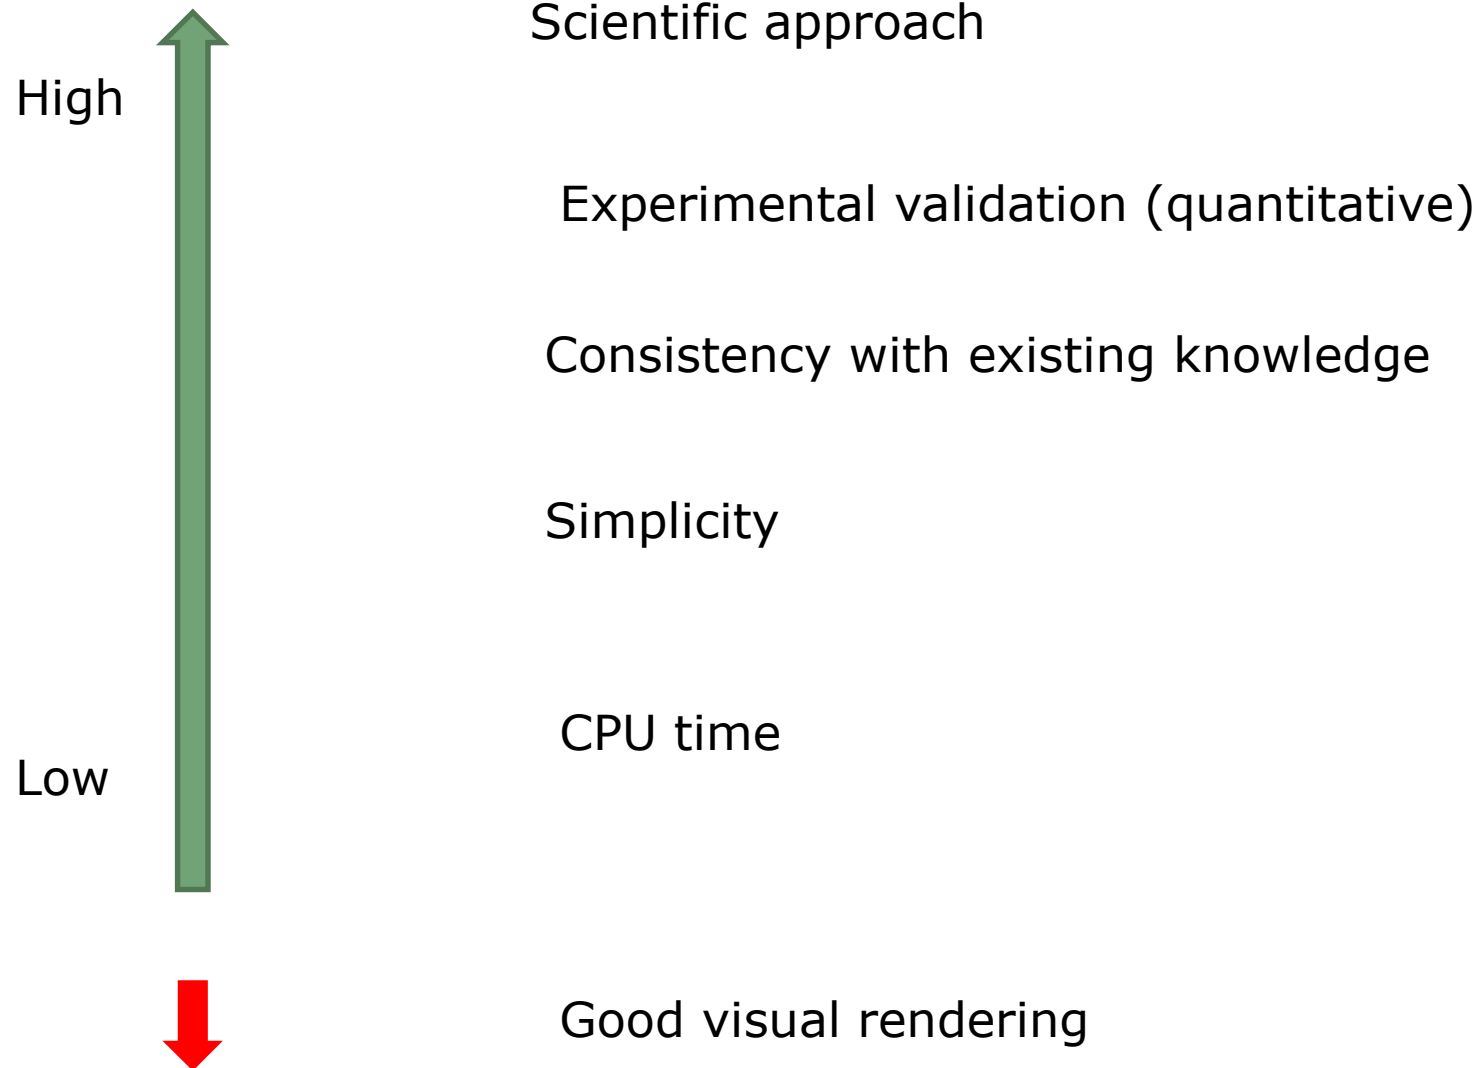 Scientific approach
High
Experimental validation (quantitative)
Consistency with existing knowledge
Simplicity
CPU time
Low
Good visual rendering